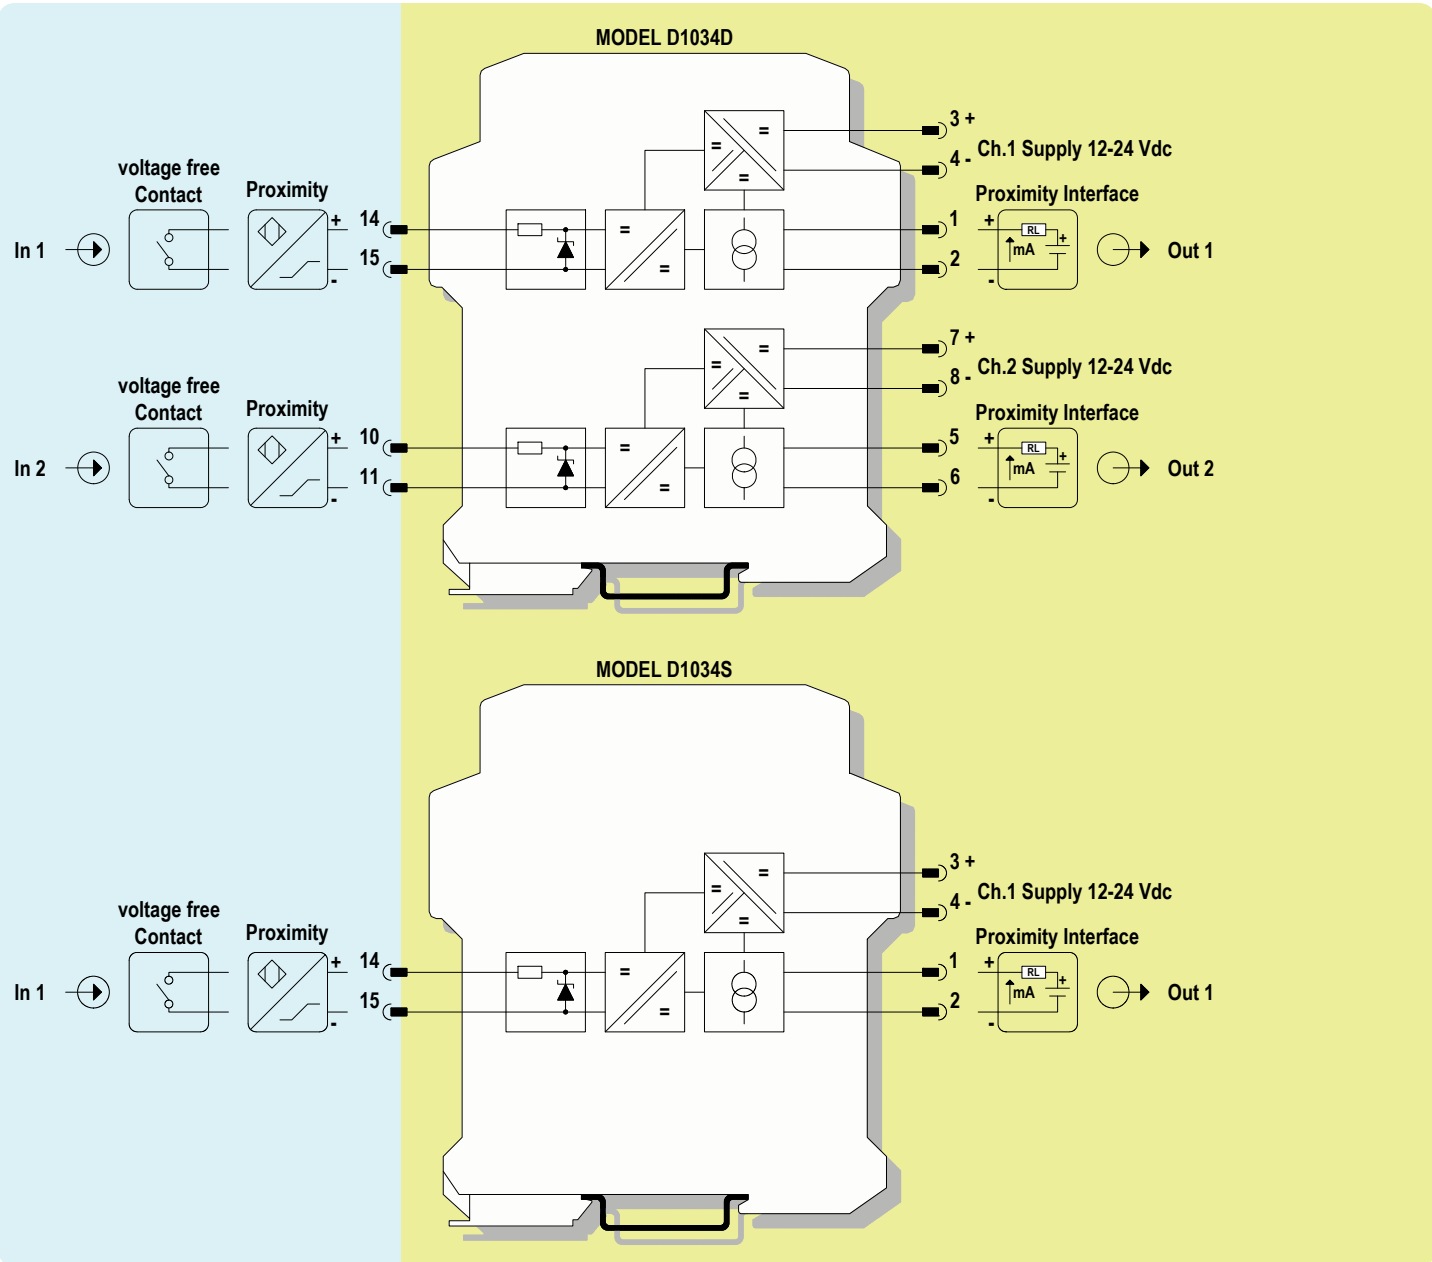 MODEL D1034D
3 +
4 -
Ch.1 Supply 12-24 Vdc
voltage free
Contact
Proximity
Proximity Interface
In 1
+
-
14
15
=
=
=
=
=
1
2
+
-
RL
mA
+
Out 1
7 +
8 -
Ch.2 Supply 12-24 Vdc
voltage free
Contact
Proximity
Proximity Interface
In 2
+
-
10
11
=
=
=
=
=
5
6
+
-
RL
mA
+
Out 2
MODEL D1034S
3 +
4 -
Ch.1 Supply 12-24 Vdc
voltage free
Contact
Proximity
Proximity Interface
In 1
+
-
14
15
=
=
=
=
=
1
2
+
-
RL
mA
+
Out 1